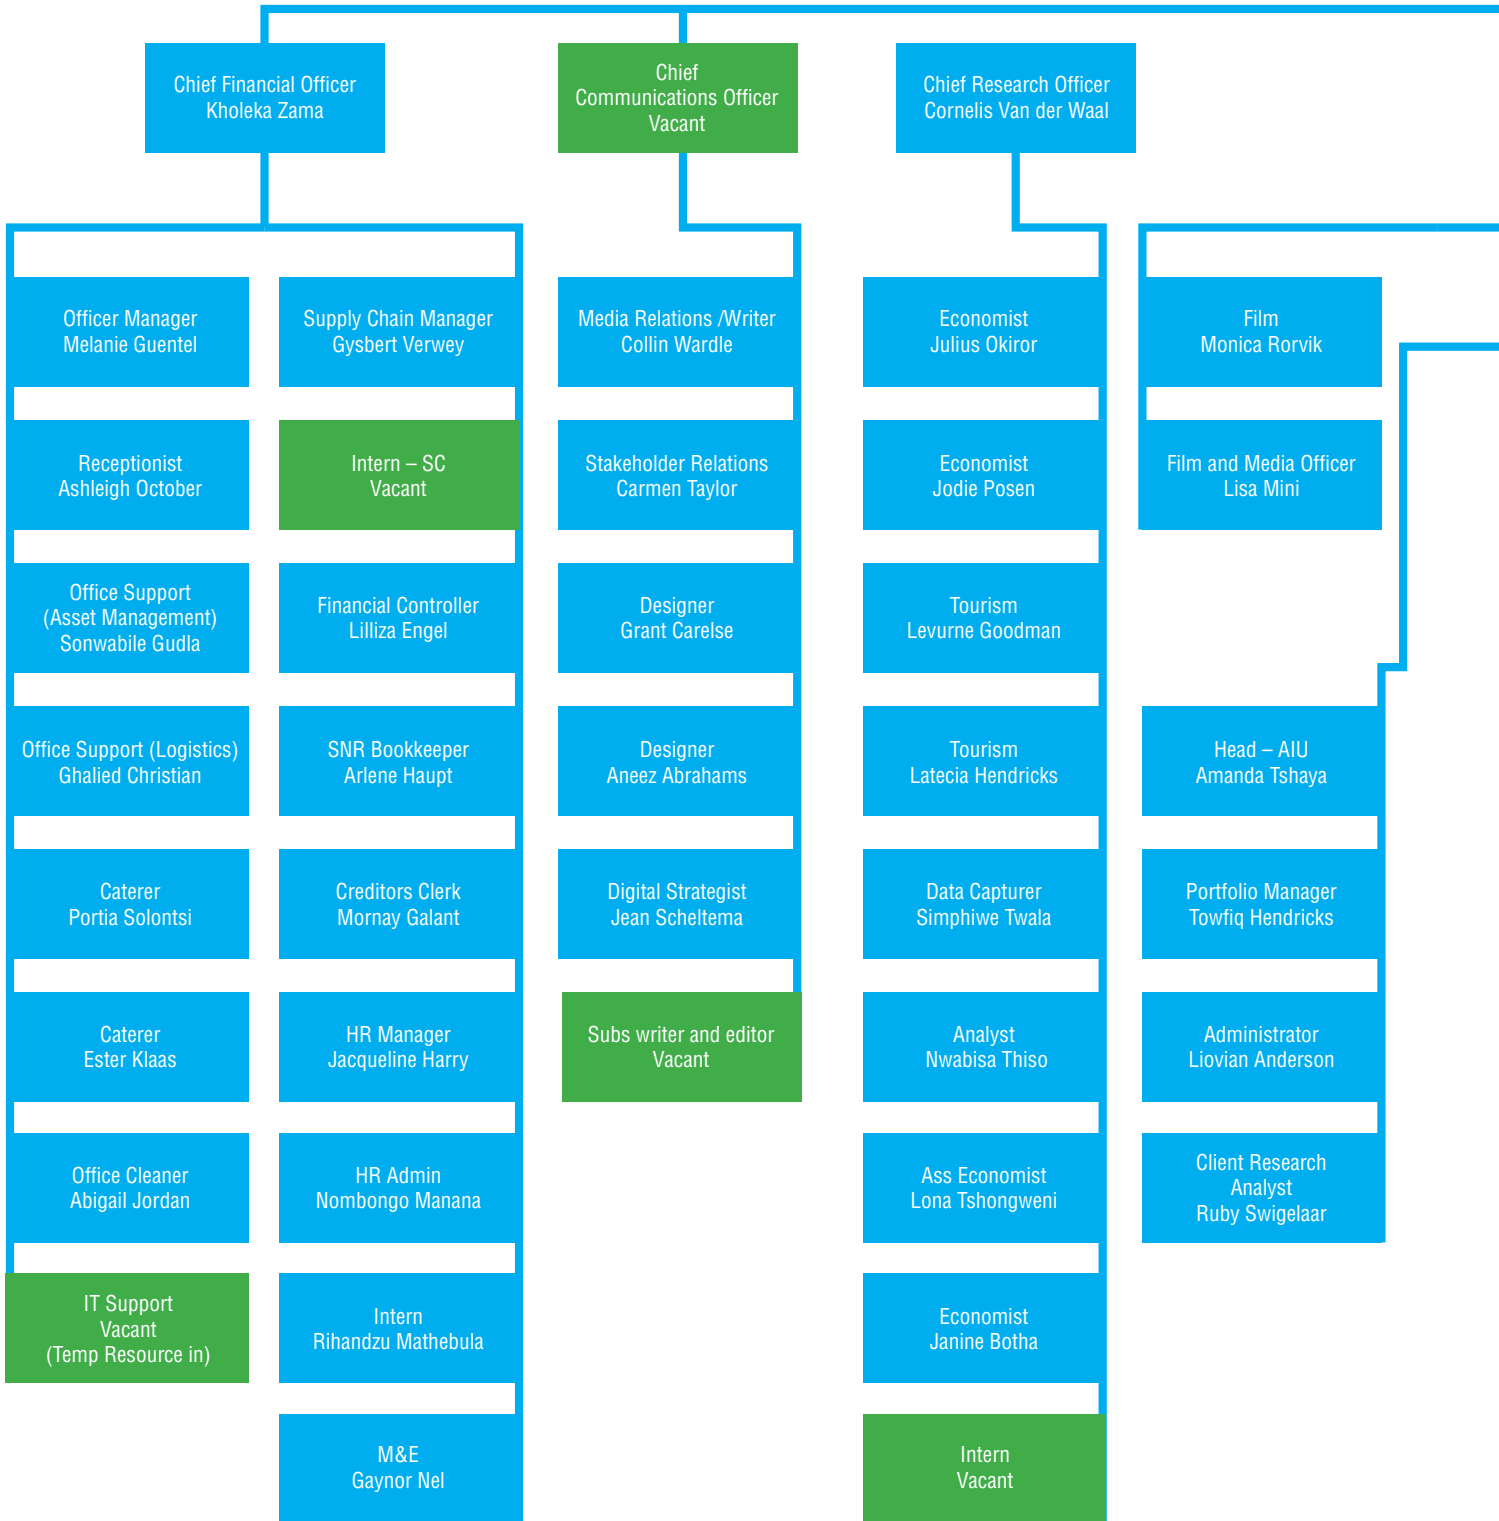 Chief Financial Officer
Kholeka Zama
Chief
Communications Officer
Vacant
Chief Research Officer
Cornelis Van der Waal
Officer Manager
Melanie Guentel
Supply Chain Manager
Gysbert Verwey
Media Relations /Writer
Collin Wardle
Economist
Julius Okiror
Film
Monica Rorvik
Receptionist
Ashleigh October
Intern – SC
Vacant
Stakeholder Relations
Carmen Taylor
Economist
Jodie Posen
Film and Media Officer
Lisa Mini
Office Support
(Asset Management)
Sonwabile Gudla
Financial Controller
Lilliza Engel
Designer
Grant Carelse
Tourism
Levurne Goodman
Office Support (Logistics)
Ghalied Christian
SNR Bookkeeper
Arlene Haupt
Designer
Aneez Abrahams
Tourism
Latecia Hendricks
Head – AIU
Amanda Tshaya
Caterer
Portia Solontsi
Creditors Clerk
Mornay Galant
Digital Strategist
Jean Scheltema
Data Capturer
Simphiwe Twala
Portfolio Manager
Towfiq Hendricks
Caterer
Ester Klaas
HR Manager
Jacqueline Harry
Subs writer and editor
Vacant
Analyst
Nwabisa Thiso
Administrator
Liovian Anderson
Office Cleaner
Abigail Jordan
HR Admin
Nombongo Manana
Ass Economist
Lona Tshongweni
Client Research
Analyst
Ruby Swigelaar
IT Support
Vacant
(Temp Resource in)
Intern
Rihandzu Mathebula
Economist
Janine Botha
M&E
Gaynor Nel
Intern
Vacant